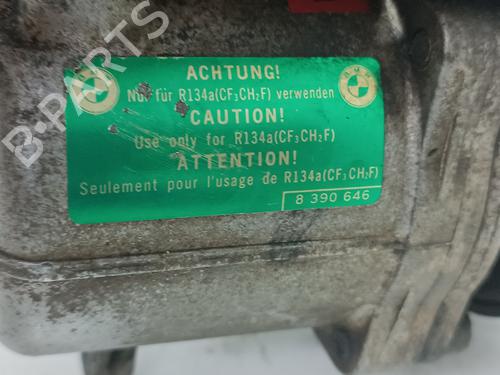 B-PARTS
ACHTUNG!
Nur für R134a(CF₃CH₂F) verwenden
CAUTION!
Use only for R134a(CF₃CH₂F)
ATTENTION!
Seulement pour l'usage de R134a(CF₃CH₂F)
8 390 646